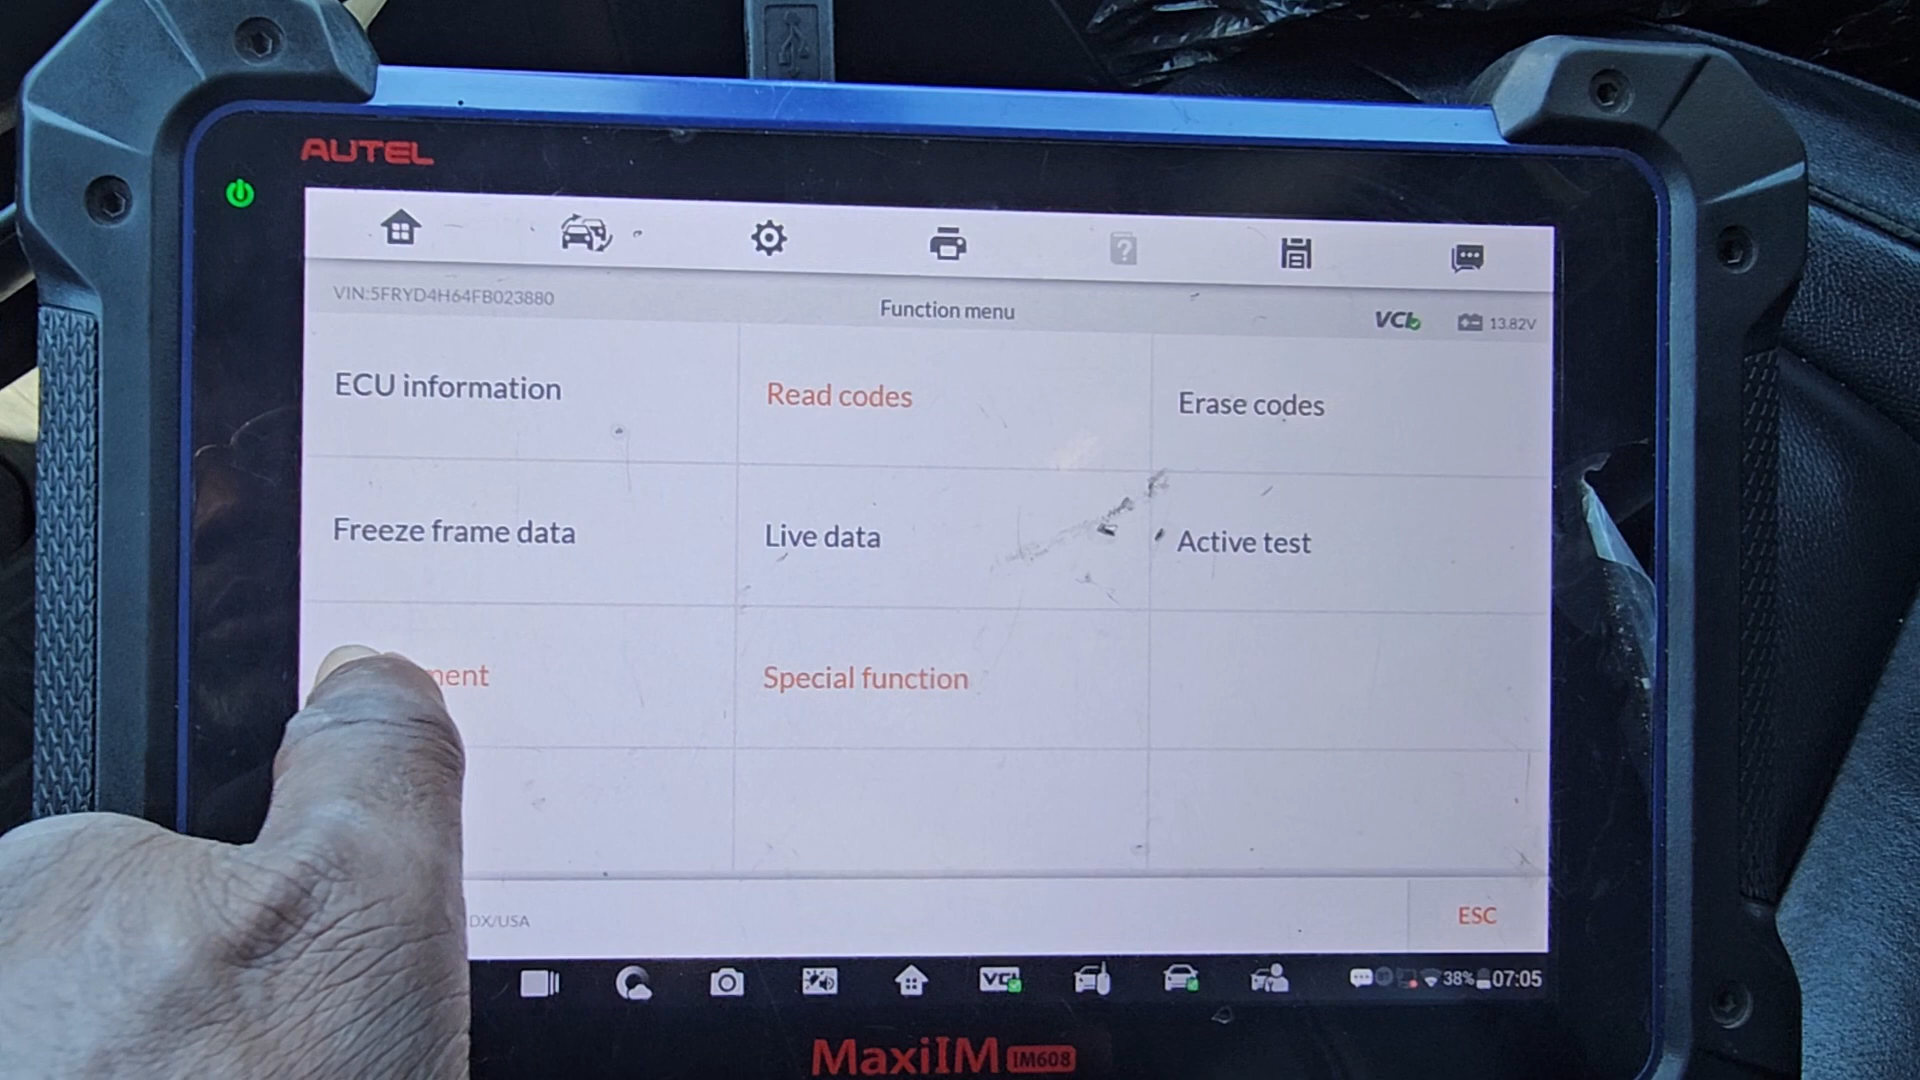 AUTEL
VIN:5FRYD4H64FB023880
Function menu
VCI
13.82V
ECU information
Read codes
Erase codes
Freeze frame data
Live data
Active test
Special function
DX/USA
ESC
VCI
38%
07:05
MaxiIM IM608